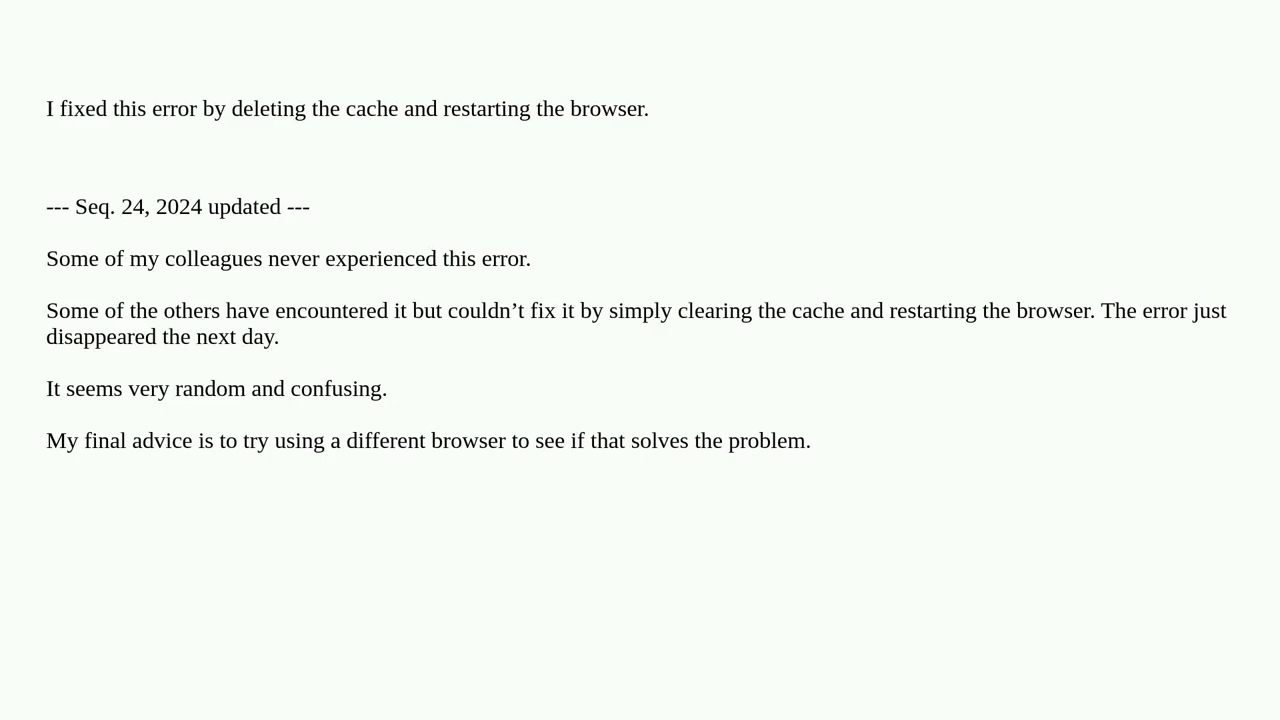 I fixed this error by deleting the cache and restarting the browser.
--- Seq. 24, 2024 updated ---
Some of my colleagues never experienced this error.
Some of the others have encountered it but couldn’t fix it by simply clearing the cache and restarting the browser. The error just
disappeared the next day.
It seems very random and confusing.
My final advice is to try using a different browser to see if that solves the problem.